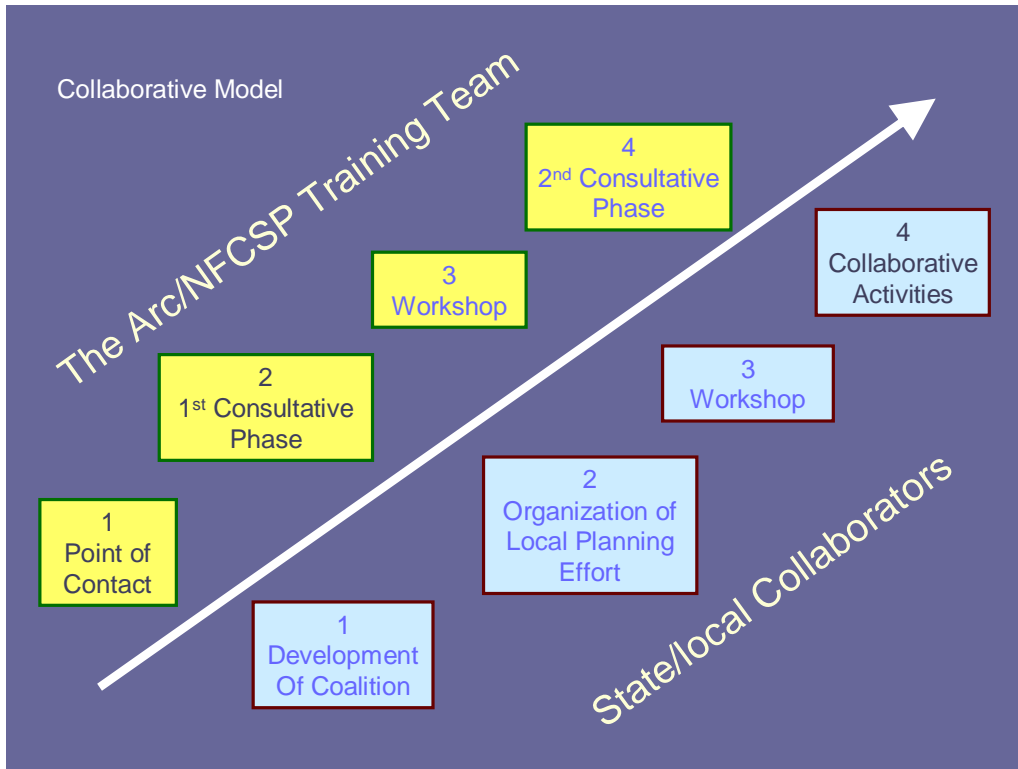 Collaborative Model
The Arc/NFCSP Training Team
1
Point of
Contact
2
1st Consultative
Phase
3
Workshop
4
2nd Consultative
Phase
State/local Collaborators
1
Development
Of Coalition
2
Organization of
Local Planning
Effort
3
Workshop
4
Collaborative
Activities